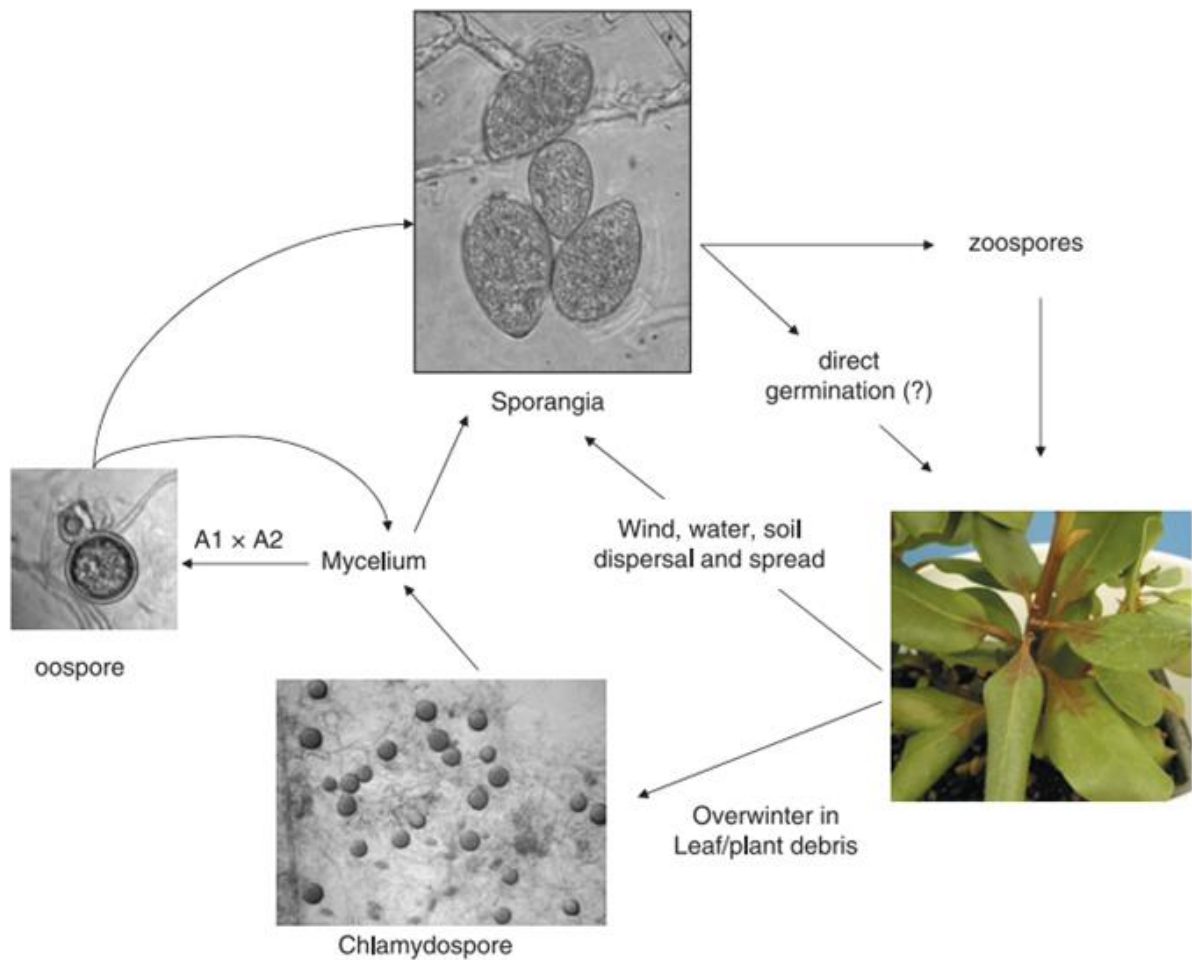 zoospores
direct
germination (?)
Sporangia
A1 × A2
Mycelium
Wind, water, soil
dispersal and spread
oospore
Overwinter in
Leaf/plant debris
Chlamydospore